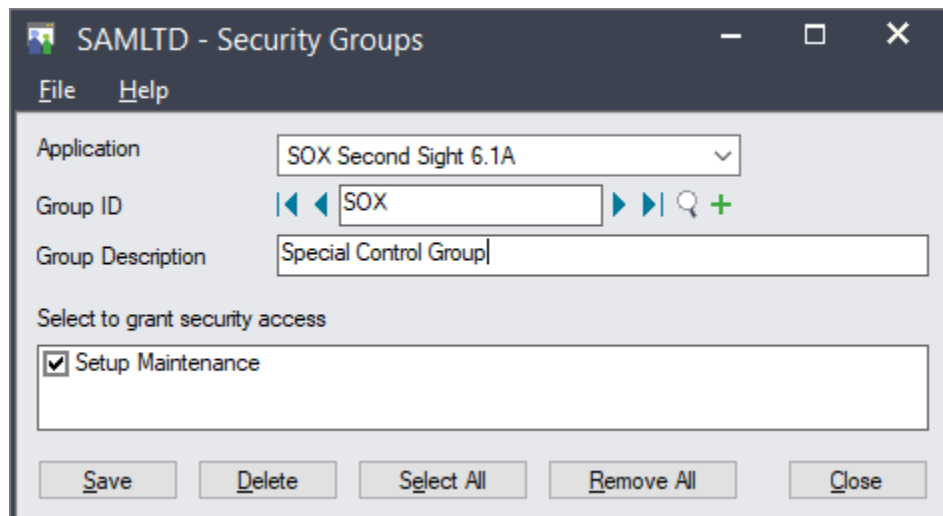 SAMLTD - Security Groups
File Help
Application SOX Second Sight 6.1A
Group ID SOX
Group Description Special Control Group
Select to grant security access
Setup Maintenance
Save Delete Select All Remove All Close